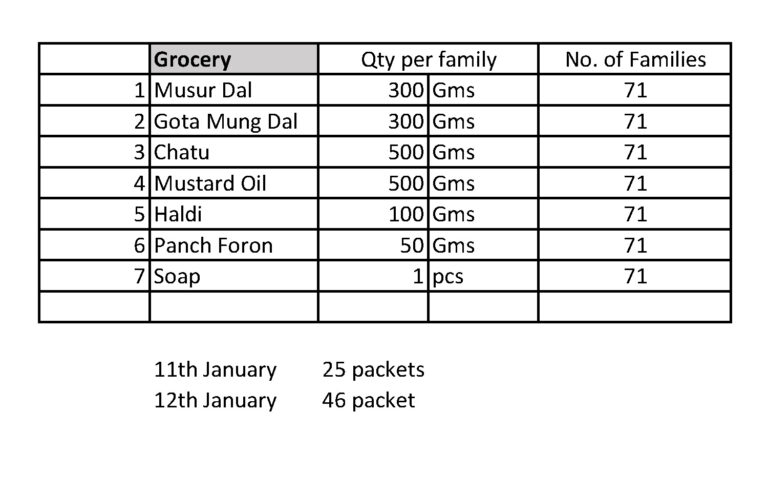 Grocery Qty per family No. of Families
1 Musur Dal 300 Gms 71
2 Gota Mung Dal 300 Gms 71
3 Chatu 500 Gms 71
4 Mustard Oil 500 Gms 71
5 Haldi 100 Gms 71
6 Panch Foron 50 Gms 71
7 Soap 1 pcs 71
11th January 25 packets
12th January 46 packet